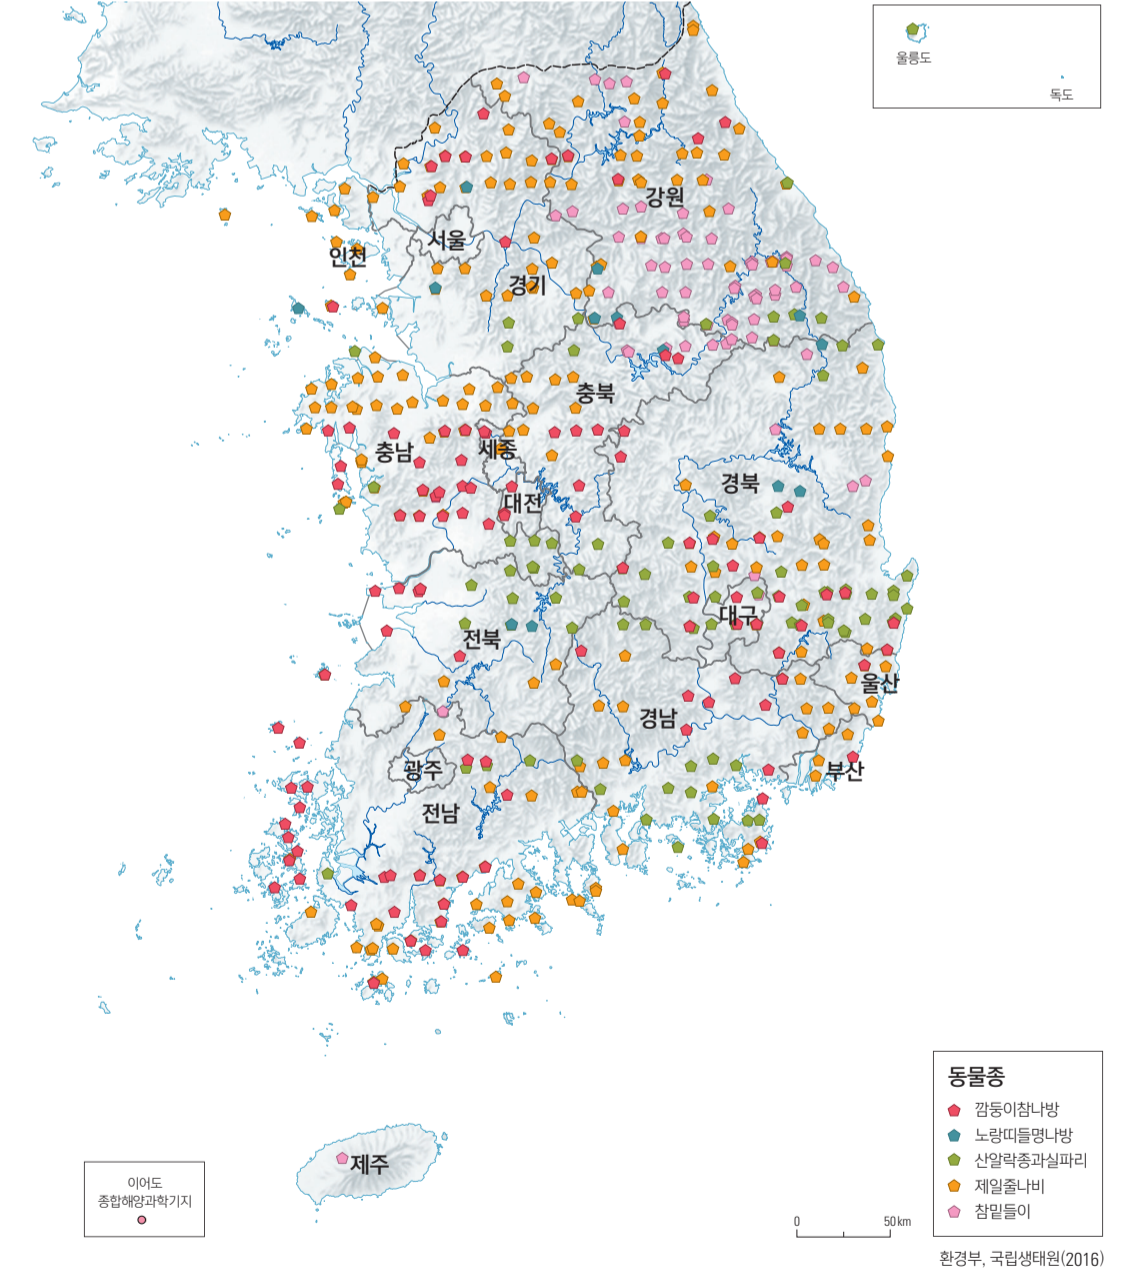 울릉도
독도
강원
서울
인천
경기
충북
충남
세종
경북
대전
대구
전북
울산
경남
광주
부산
전남
제주
이어도
종합해양과학기지
동물종
깜둥이참나방
노랑띠들명나방
산알락좀과실파리
제일줄나비
참밑들이
0 50km
환경부, 국립생태원(2016)